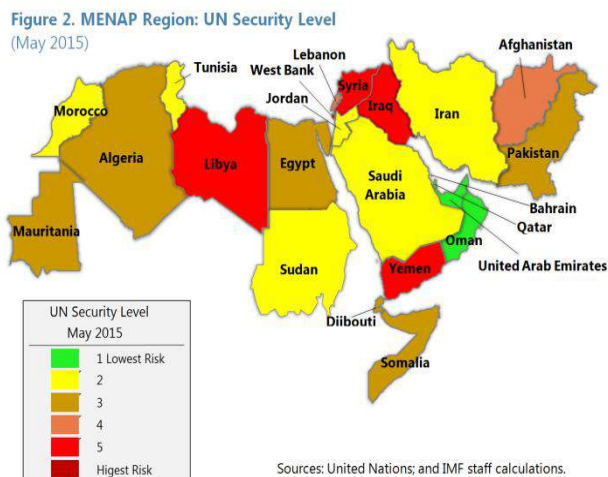 Figure 2. MENAP Region: UN Security Level
(May 2015)
Afghanistan
Lebanon
Tunisia
West Bank
Syria
Jordan
Morocco
Iraq
Iran
Algeria
Libya
Egypt
Pakistan
Saudi
Arabia
Bahrain
Qatar
Mauritania
Oman
United Arab Emirates
Sudan
Yemen
Diibouti
Somalia
UN Security Level
May 2015
1 Lowest Risk
2
3
4
5
Higest Risk
Sources: United Nations; and IMF staff calculations.